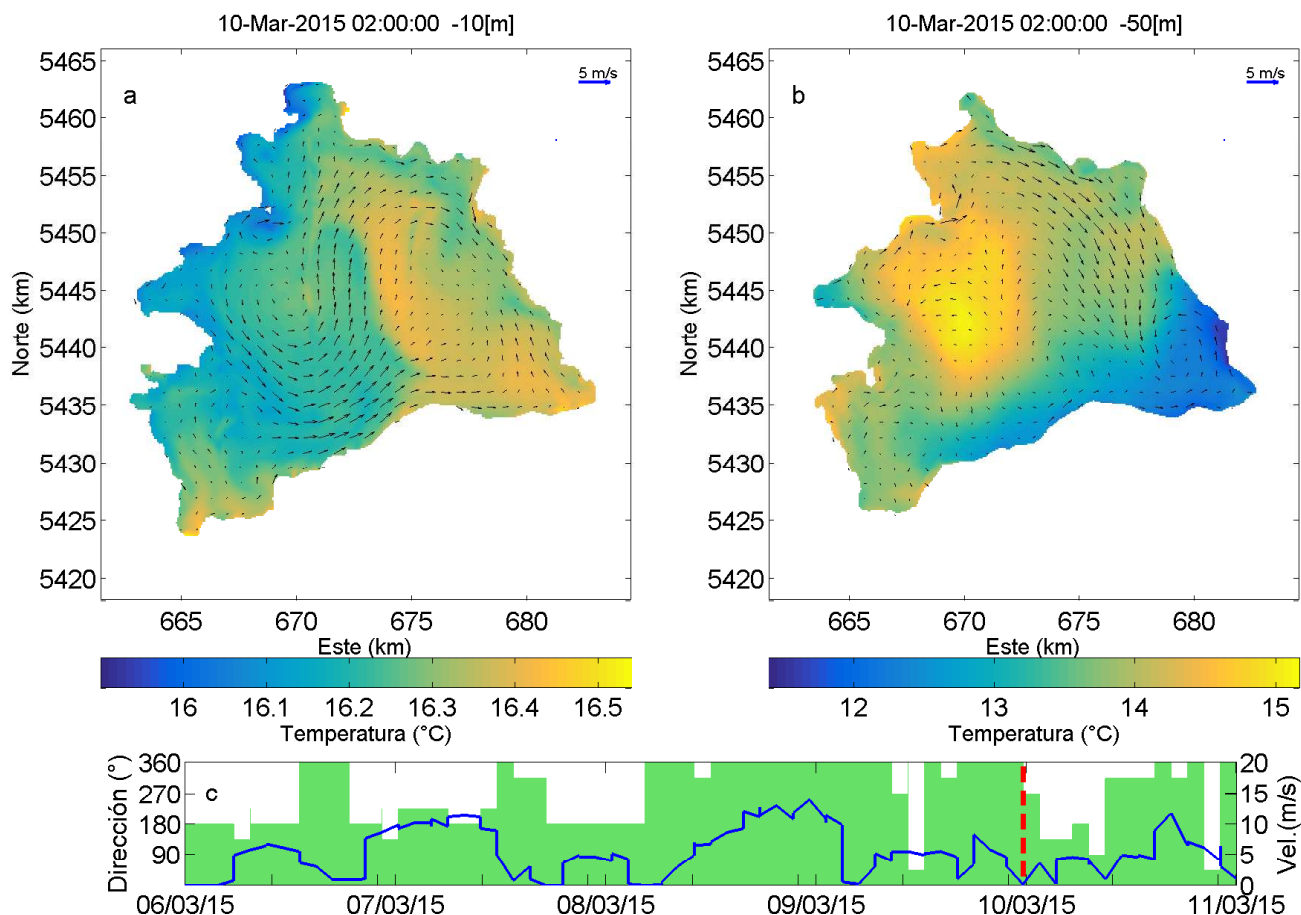 10-Mar-2015 02:00:00 -10[m]
a
5 m/s
5465
5460
5455
5450
5445
5440
5435
5430
5425
5420
Norte (km)
665 670 675 680
Este (km)
16 16.1 16.2 16.3 16.4 16.5
Temperatura (°C)
10-Mar-2015 02:00:00 -50[m]
b
5 m/s
5465
5460
5455
5450
5445
5440
5435
5430
5425
5420
Norte (km)
665 670 675 680
Este (km)
12 13 14 15
Temperatura (°C)
c
Dirección (°)
360
270
180
90
20
15
10
5
0
Vel.(m/s)
06/03/15 07/03/15 08/03/15 09/03/15 10/03/15 11/03/15